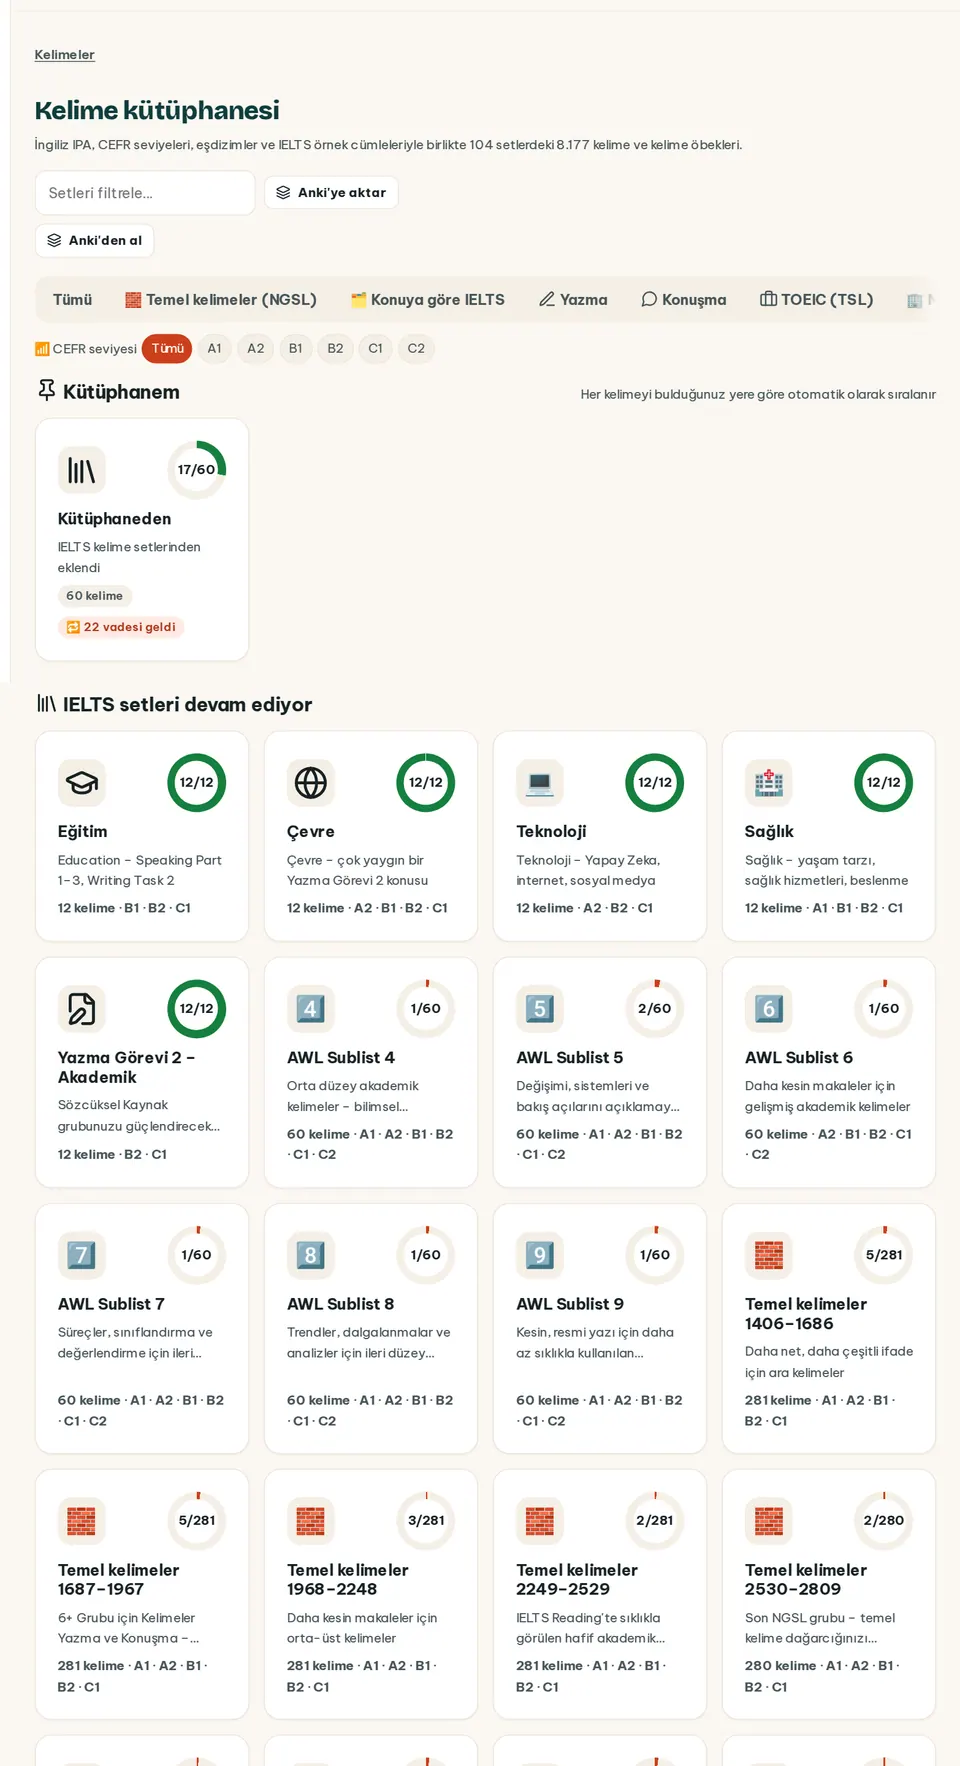 Kelimeler
Kelime kütüphanesi
İngiliz IPA, CEFR seviyeleri, eşdizimler ve IELTS örnek cümleleriyle birlikte 104 setlerdeki 8.177 kelime ve kelime öbekleri.
Setleri filtrele...
Anki'ye aktar
Anki'den al
Tümü Temel kelimeler (NGSL) Konuya göre IELTS Yazma Konuşma TOEIC (TSL)
CEFR seviyesi Tümü A1 A2 B1 B2 C1 C2
Kütüphanem
Her kelimeyi bulduğunuz yere göre otomatik olarak sıralanır
17/60
Kütüphaneden
IELTS kelime setlerinden
eklendi
60 kelime
22 vadesi geldi
IELTS setleri devam ediyor
12/12
Eğitim
Education – Speaking Part
1–3, Writing Task 2
12 kelime · B1 · B2 · C1
12/12
Çevre
Çevre – çok yaygın bir
Yazma Görevi 2 konusu
12 kelime · A2 · B1 · B2 · C1
12/12
Teknoloji
Teknoloji – Yapay Zeka,
internet, sosyal medya
12 kelime · A2 · B2 · C1
12/12
Sağlık
Sağlık – yaşam tarzı,
sağlık hizmetleri, beslenme
12 kelime · A1 · B1 · B2 · C1
12/12
Yazma Görevi 2 –
Akademik
Sözcüksel Kaynak
grubunuzu güçlendirecek...
12 kelime · B2 · C1
4
1/60
AWL Sublist 4
Orta düzey akademik
kelimeler – bilimsel...
60 kelime · A1 · A2 · B1 · B2
· C1 · C2
5
2/60
AWL Sublist 5
Değişimi, sistemleri ve
bakış açılarını açıklamay...
60 kelime · A1 · A2 · B1 · B2
· C1 · C2
6
1/60
AWL Sublist 6
Daha kesin makaleler için
gelişmiş akademik kelimeler
60 kelime · A2 · B1 · B2 · C1
· C2
7
1/60
AWL Sublist 7
Süreçler, sınıflandırma ve
değerlendirme için ileri...
60 kelime · A1 · A2 · B1 · B2
· C1 · C2
8
1/60
AWL Sublist 8
Trendler, dalgalanmalar ve
analizler için ileri düzey...
60 kelime · A1 · A2 · B1 · B2
· C1 · C2
9
1/60
AWL Sublist 9
Kesin, resmi yazı için daha
az sıklıkla kullanılan...
60 kelime · A1 · A2 · B1 · B2
· C1 · C2
5/281
Temel kelimeler
1406–1686
Daha net, daha çeşitli ifade
için ara kelimeler
281 kelime · A1 · A2 · B1 ·
B2 · C1
5/281
Temel kelimeler
1687–1967
6+ Grubu için Kelimeler
Yazma ve Konuşma –...
281 kelime · A1 · A2 · B1 ·
B2 · C1
3/281
Temel kelimeler
1968–2248
Daha kesin makaleler için
orta-üst kelimeler
281 kelime · A1 · A2 · B1 ·
B2 · C1
2/281
Temel kelimeler
2249–2529
IELTS Reading'te sıklıkla
görülen hafif akademik...
281 kelime · A1 · A2 · B1 ·
B2 · C1
2/280
Temel kelimeler
2530–2809
Son NGSL grubu – temel
kelime dağarcığınızı...
280 kelime · A1 · A2 · B1 ·
B2 · C1